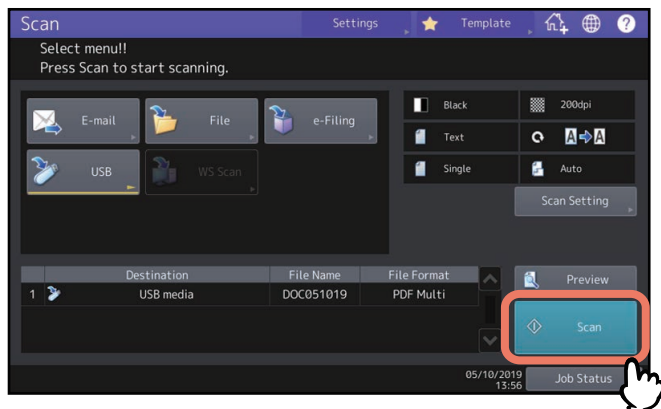 Scan
Settings
Template
?
Select menu!!
Press Scan to start scanning.
E-mail
File
e-Filing
USB
WS Scan
Black
200dpi
Text
A A
Single
Auto
Scan Setting
Destination File Name File Format
1 USB media DOC051019 PDF Multi
Preview
Scan
05/10/2019
13:56
Job Status